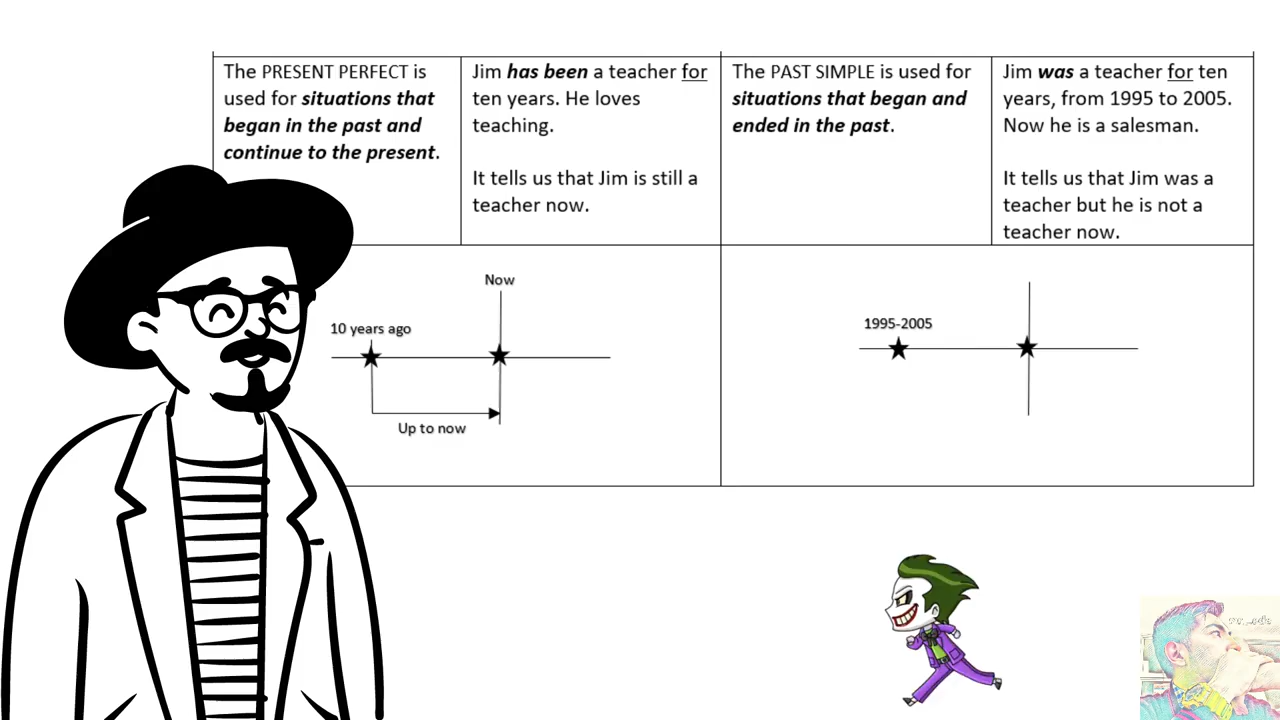 The PRESENT PERFECT is
used for situations that
began in the past and
continue to the present.
Jim has been a teacher for
ten years. He loves
teaching.
It tells us that Jim is still a
teacher now.
The PAST SIMPLE is used for
situations that began and
ended in the past.
Jim was a teacher for ten
years, from 1995 to 2005.
Now he is a salesman.
It tells us that Jim was a
teacher but he is not a
teacher now.
Now
10 years ago
Up to now
1995-2005